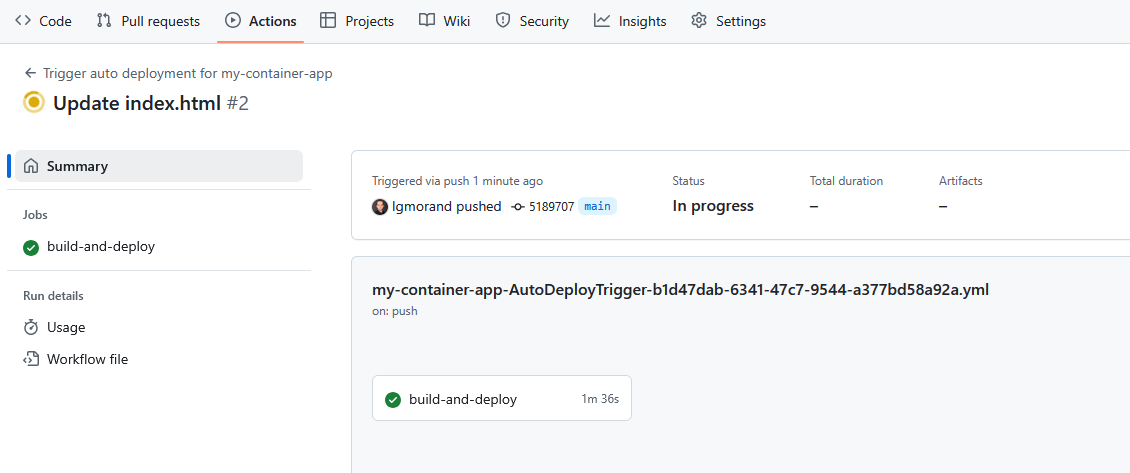 Code Pull requests Actions Projects Wiki Security Insights Settings
Trigger auto deployment for my-container-app
Update index.html #2
Summary
Jobs
build-and-deploy
Run details
Usage
Workflow file
Triggered via push 1 minute ago
lgmorand pushed 5189707 main
Status
In progress
Total duration
–
Artifacts
–
my-container-app-AutoDeployTrigger-b1d47dab-6341-47c7-9544-a377bd58a92a.yml
on: push
build-and-deploy 1m 36s